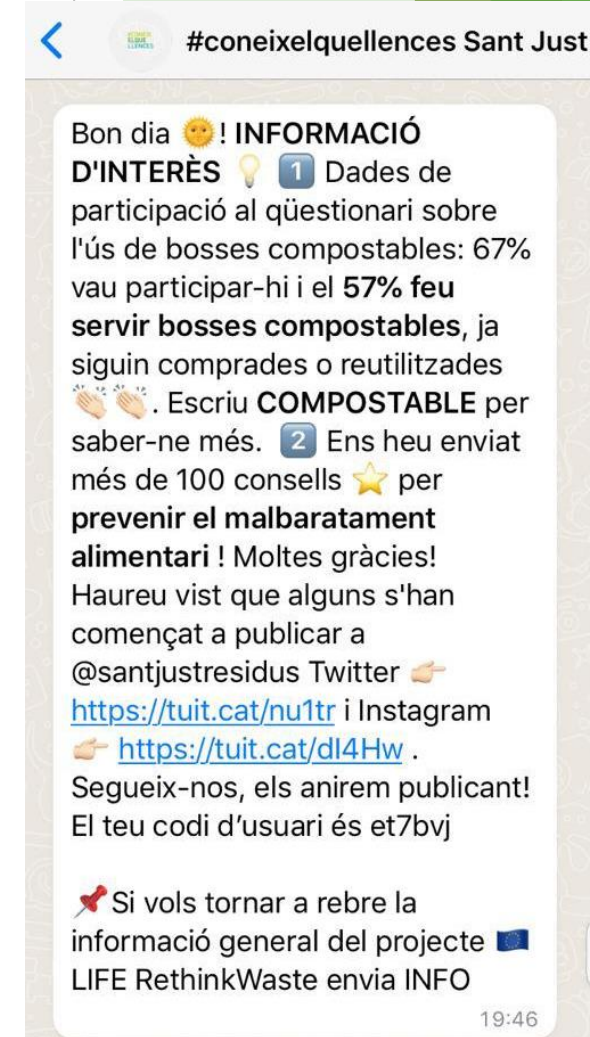 #coneixelquellences Sant Just
Bon dia 🌞! INFORMACIÓ
D'INTERÈS 💡 1️⃣ Dades de
participació al qüestionari sobre
l'ús de bosses compostables: 67%
vau participar-hi i el 57% feu
servir bosses compostables, ja
siguin comprades o reutilitzades
👏🏻👏🏻. Escriu COMPOSTABLE per
saber-ne més. 2️⃣ Ens heu enviat
més de 100 consells ⭐ per
prevenir el malbaratament
alimentari ! Moltes gràcies!
Haureu vist que alguns s'han
començat a publicar a
@santjustresidus Twitter 👉🏻
https://tuit.cat/nu1tr i Instagram
👉🏻 https://tuit.cat/dI4Hw .
Segueix-nos, els anirem publicant!
El teu codi d’usuari és et7bvj
📌Si vols tornar a rebre la
informació general del projecte 🇪🇺
LIFE RethinkWaste envia INFO
19:46